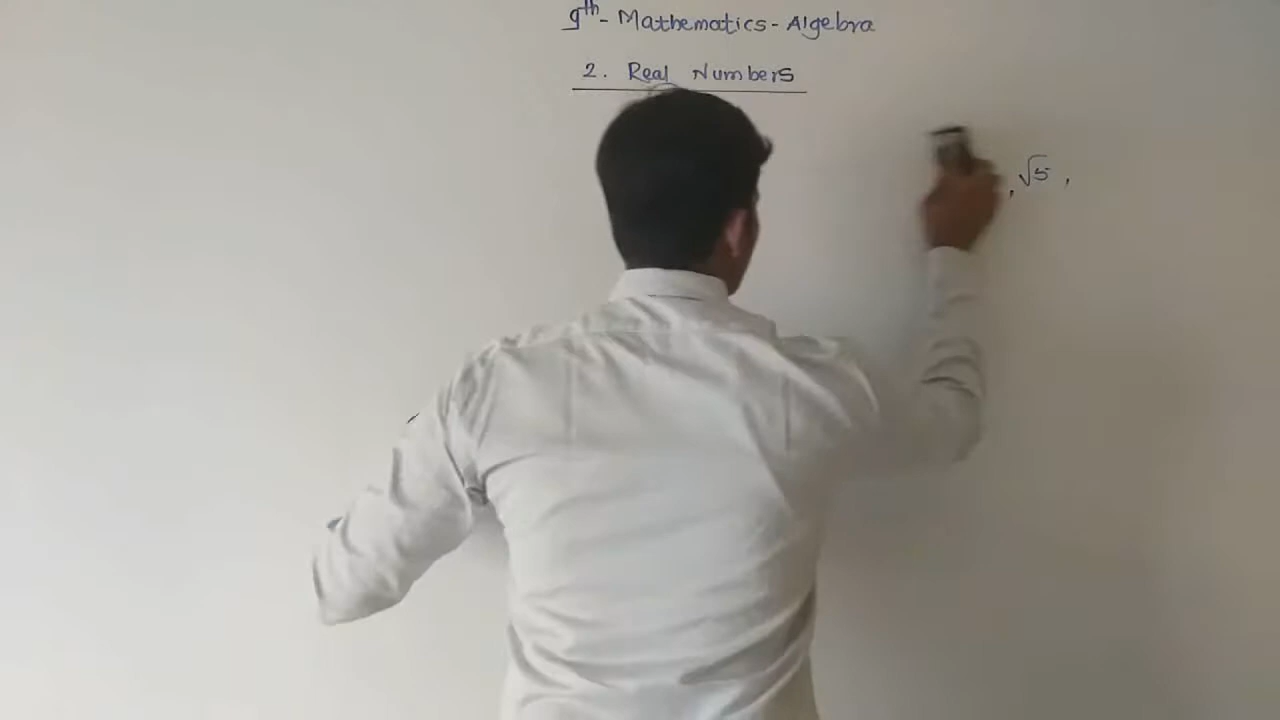 9th - Mathematics - Algebra
2. Real Numbers
, √5 ,